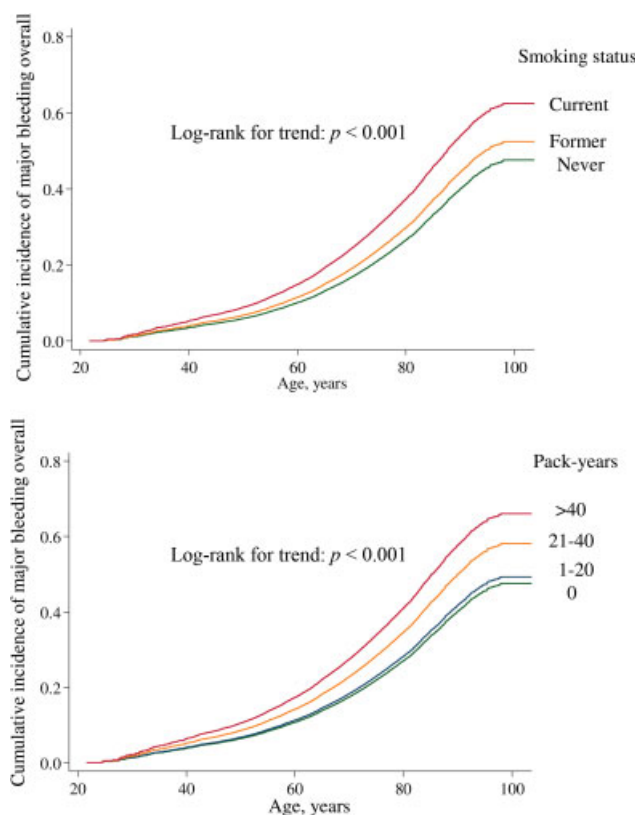 Cumulative incidence of major bleeding overall
0.8
0.6
0.4
0.2
0.0
Smoking status
Current
Former
Never
Log-rank for trend: p < 0.001
20 40 60 80 100
Age, years
Cumulative incidence of major bleeding overall
0.8
0.6
0.4
0.2
0.0
Pack-years
>40
21-40
1-20
0
Log-rank for trend: p < 0.001
20 40 60 80 100
Age, years